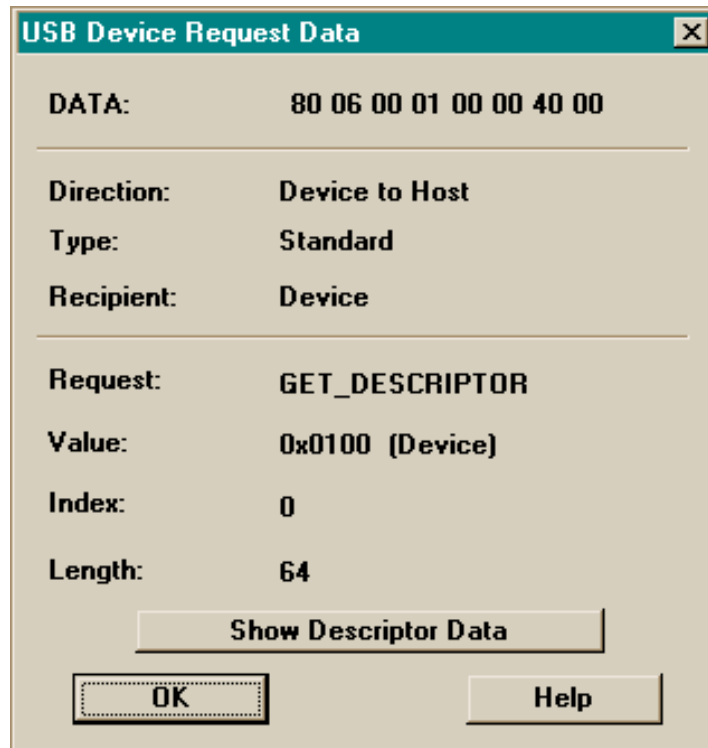 USB Device Request Data
DATA: 80 06 00 01 00 00 40 00
Direction: Device to Host
Type: Standard
Recipient: Device
Request: GET_DESCRIPTOR
Value: 0x0100 (Device)
Index: 0
Length: 64
Show Descriptor Data
OK Help